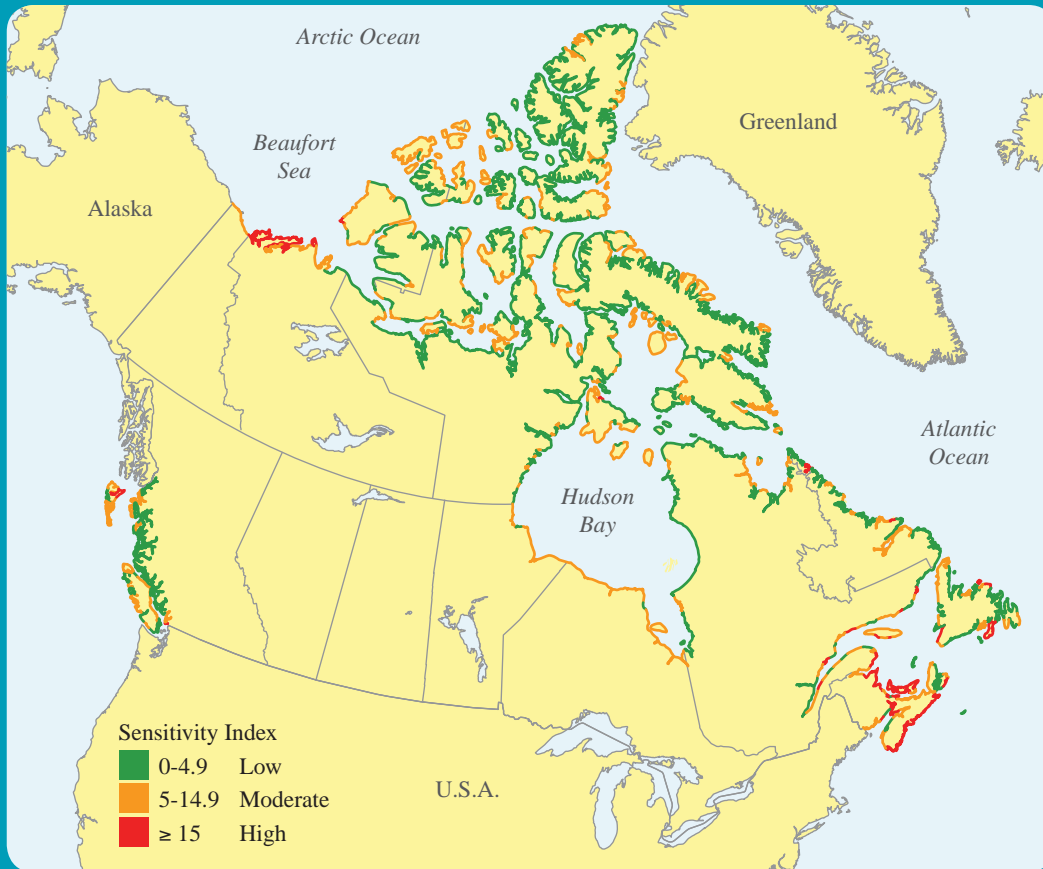 Arctic Ocean
Beaufort
Sea
Greenland
Alaska
Atlantic
Ocean
Hudson
Bay
Sensitivity Index
0-4.9 Low
5-14.9 Moderate
≥ 15 High
U.S.A.